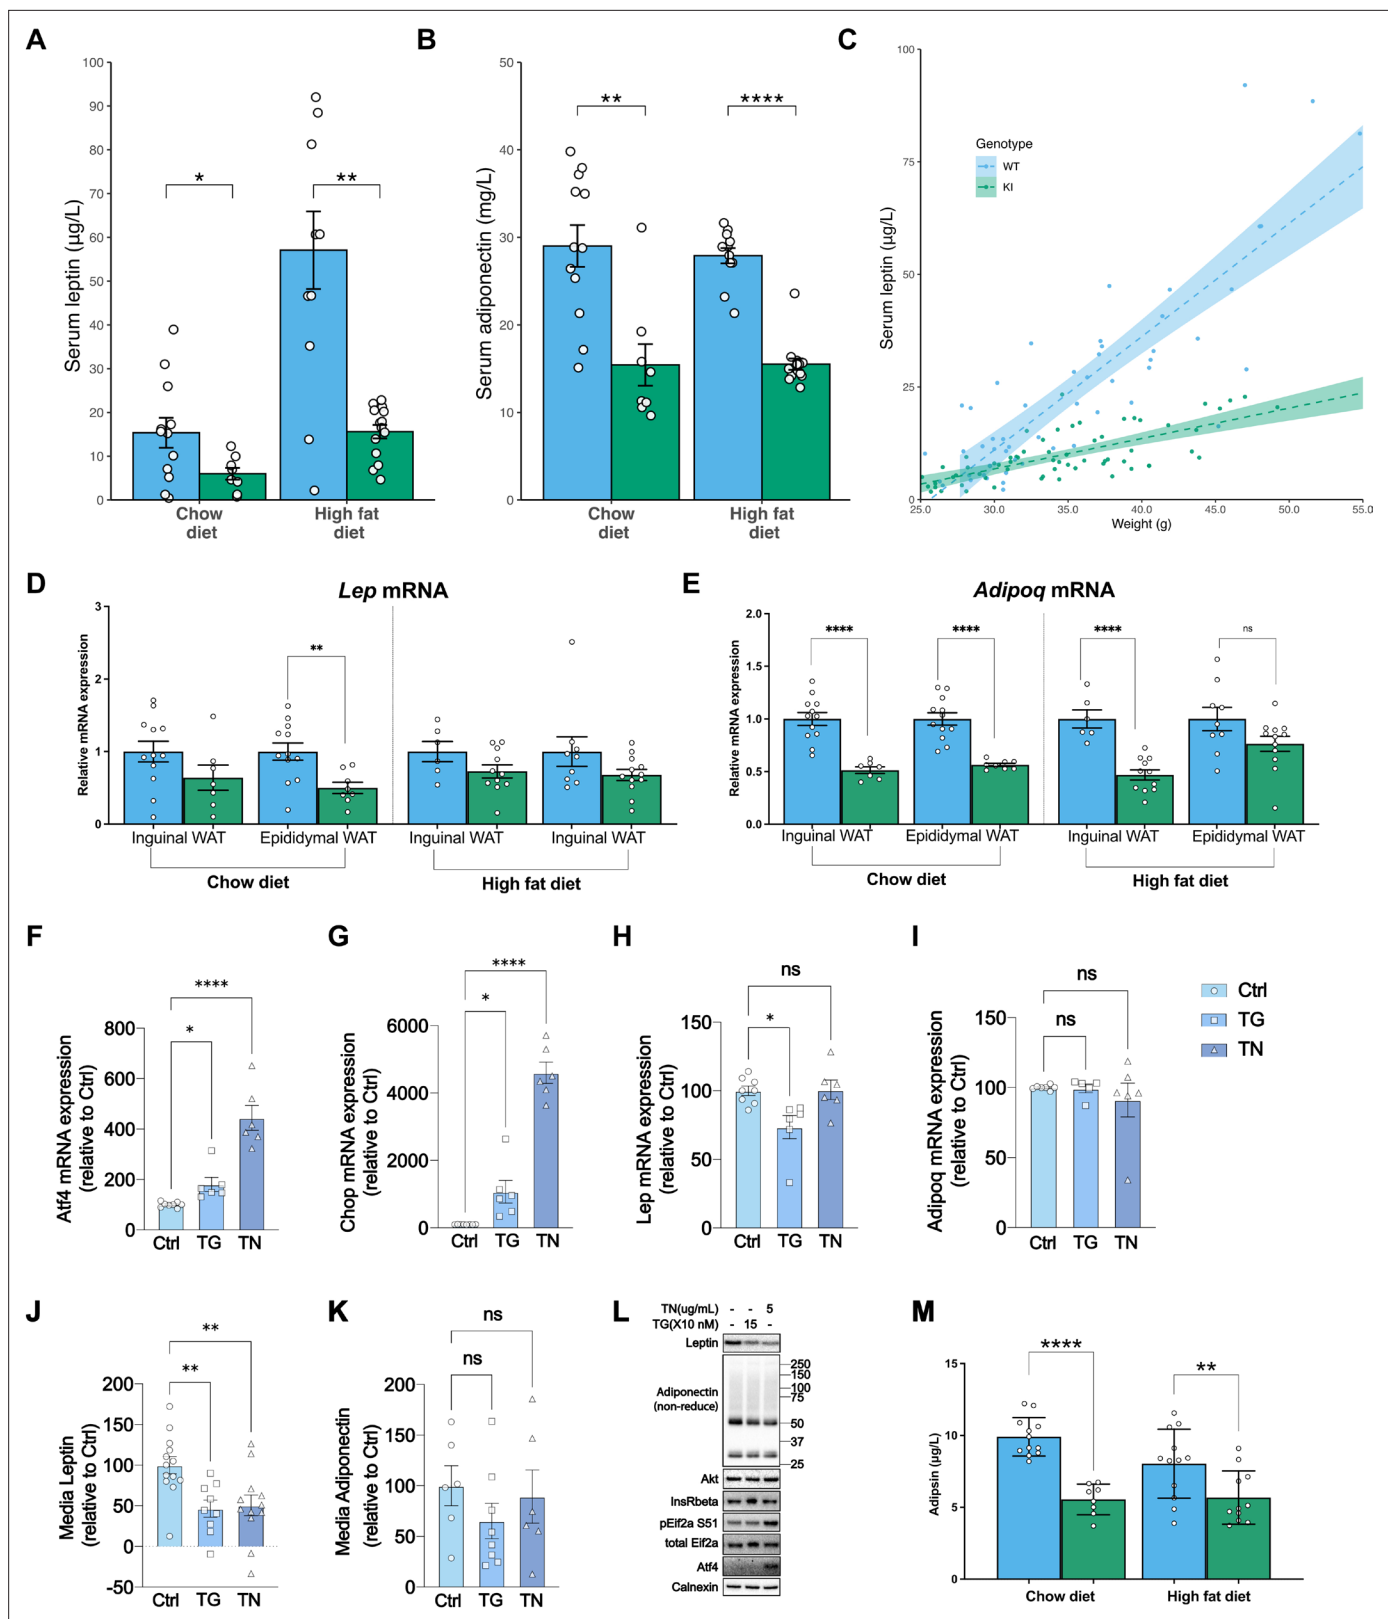 A
Serum leptin (µg/L)
100
90
80
70
60
50
40
30
20
10
0
*
**
Chow diet
High fat diet
B
Serum adiponectin (mg/L)
50
40
30
20
10
0
**
****
Chow diet
High fat diet
C
Serum leptin (µg/L)
100
75
50
25
0
Genotype
WT
KI
25.0 30.0 35.0 40.0 45.0 50.0 55.0
Weight (g)
D
Lep mRNA
Relative mRNA expression
3
2
1
0
**
Inguinal WAT Epididymal WAT Inguinal WAT Inguinal WAT
Chow diet High fat diet
E
Adipoq mRNA
Relative mRNA expression
2.0
1.5
1.0
0.5
0.0
**** **** **** ns
Inguinal WAT Epididymal WAT Inguinal WAT Epididymal WAT
Chow diet High fat diet
F
Atf4 mRNA expression
(relative to Ctrl)
800
600
400
200
0
****
*
Ctrl TG TN
G
Chop mRNA expression
(relative to Ctrl)
6000
4000
2000
0
****
*
Ctrl TG TN
H
Lep mRNA expression
(relative to Ctrl)
150
100
50
0
ns
*
Ctrl TG TN
I
Adipoq mRNA expression
(relative to Ctrl)
150
100
50
0
ns
ns
Ctrl TG TN
Ctrl
TG
TN
J
Media Leptin
(relative to Ctrl)
200
150
100
50
0
-50
**
**
Ctrl TG TN
K
Media Adiponectin
(relative to Ctrl)
200
150
100
50
0
ns
ns
Ctrl TG TN
L
TN(ug/mL) - - 5
TG(X10 nM) - 15 -
Leptin
Adiponectin
(non-reduce)
250
150
100
75
50
37
25
Akt
InsRbeta
pEif2a S51
total Eif2a
Atf4
Calnexin
M
Adipsin (µg/L)
15
10
5
0
****
**
Chow diet High fat diet